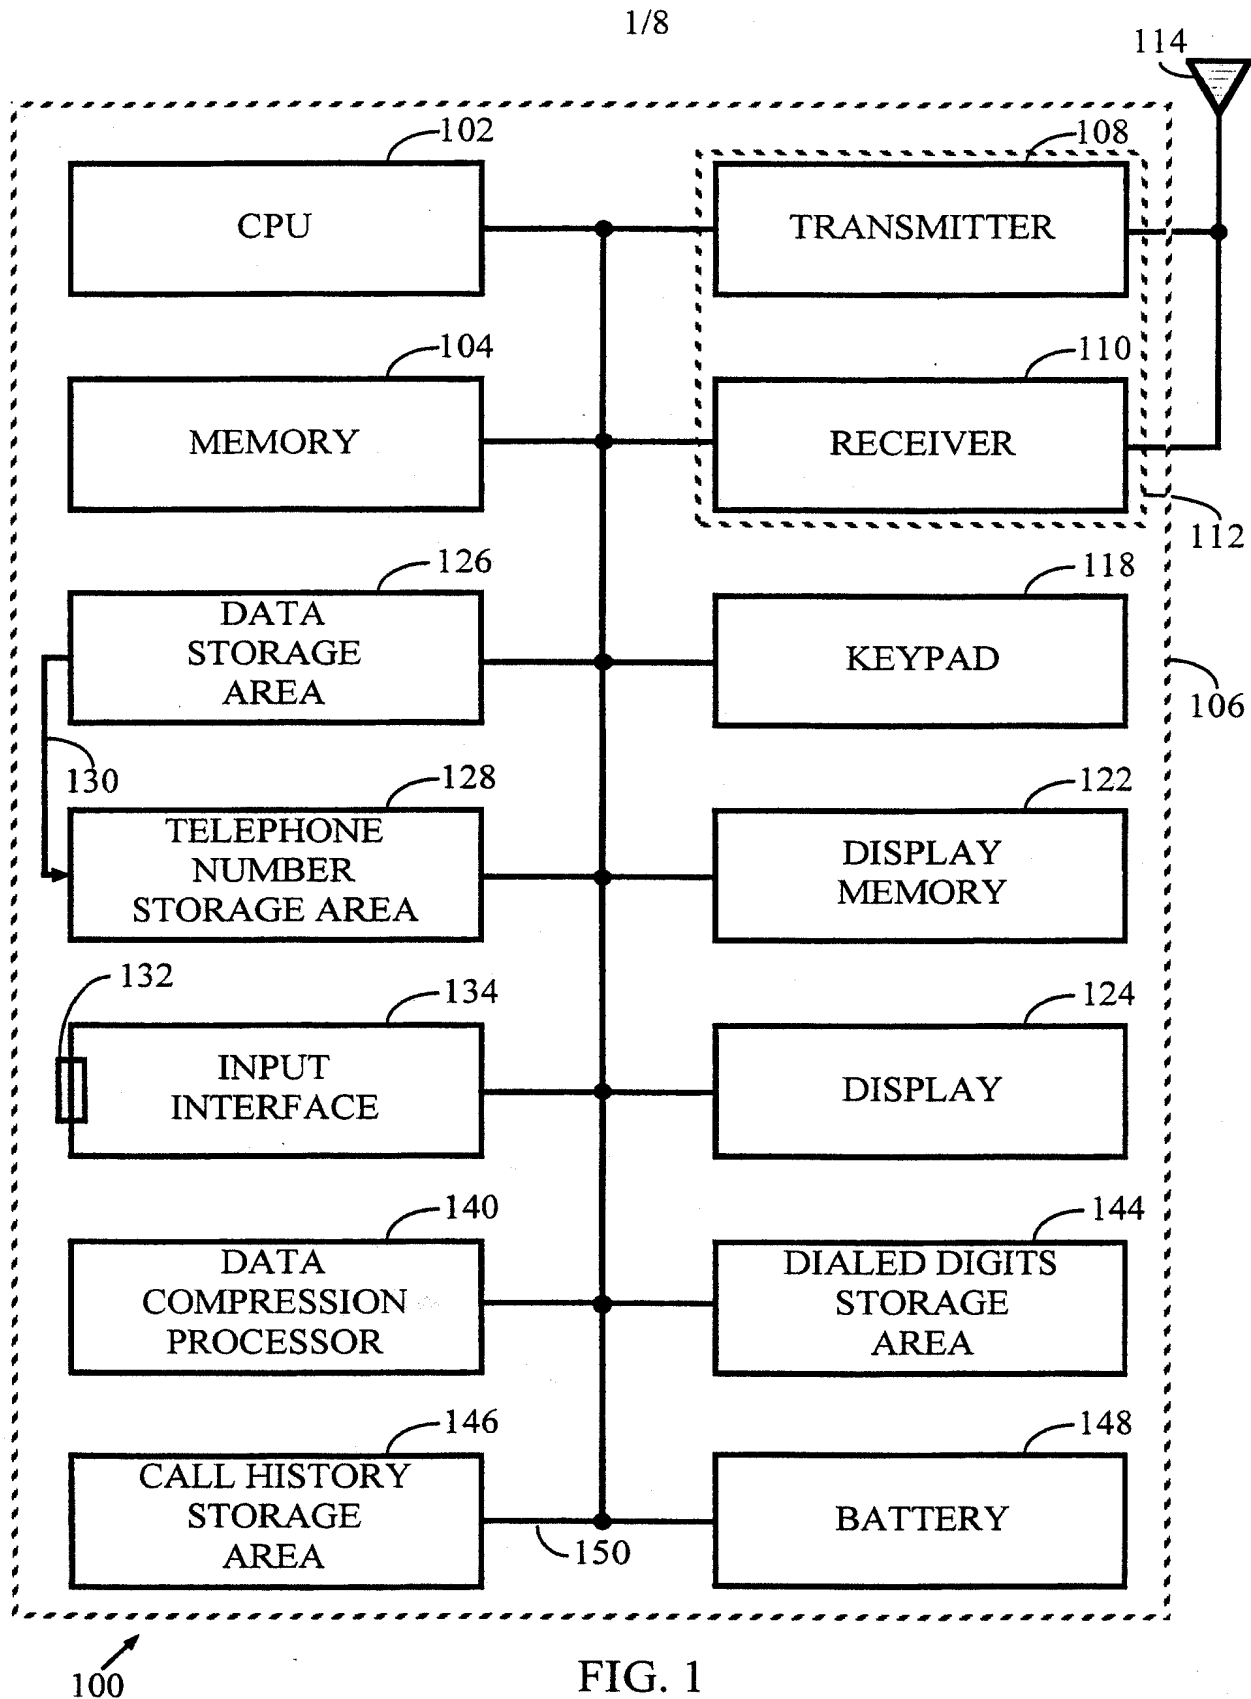 1/8
114
102
108
CPU
TRANSMITTER
104
110
MEMORY
RECEIVER
112
126
118
DATA
STORAGE
AREA
KEYPAD
106
130
128
122
TELEPHONE
NUMBER
STORAGE AREA
DISPLAY
MEMORY
132
134
124
INPUT
INTERFACE
DISPLAY
140
144
DATA
COMPRESSION
PROCESSOR
DIALED DIGITS
STORAGE
AREA
146
148
CALL HISTORY
STORAGE
AREA
BATTERY
150
100
FIG. 1